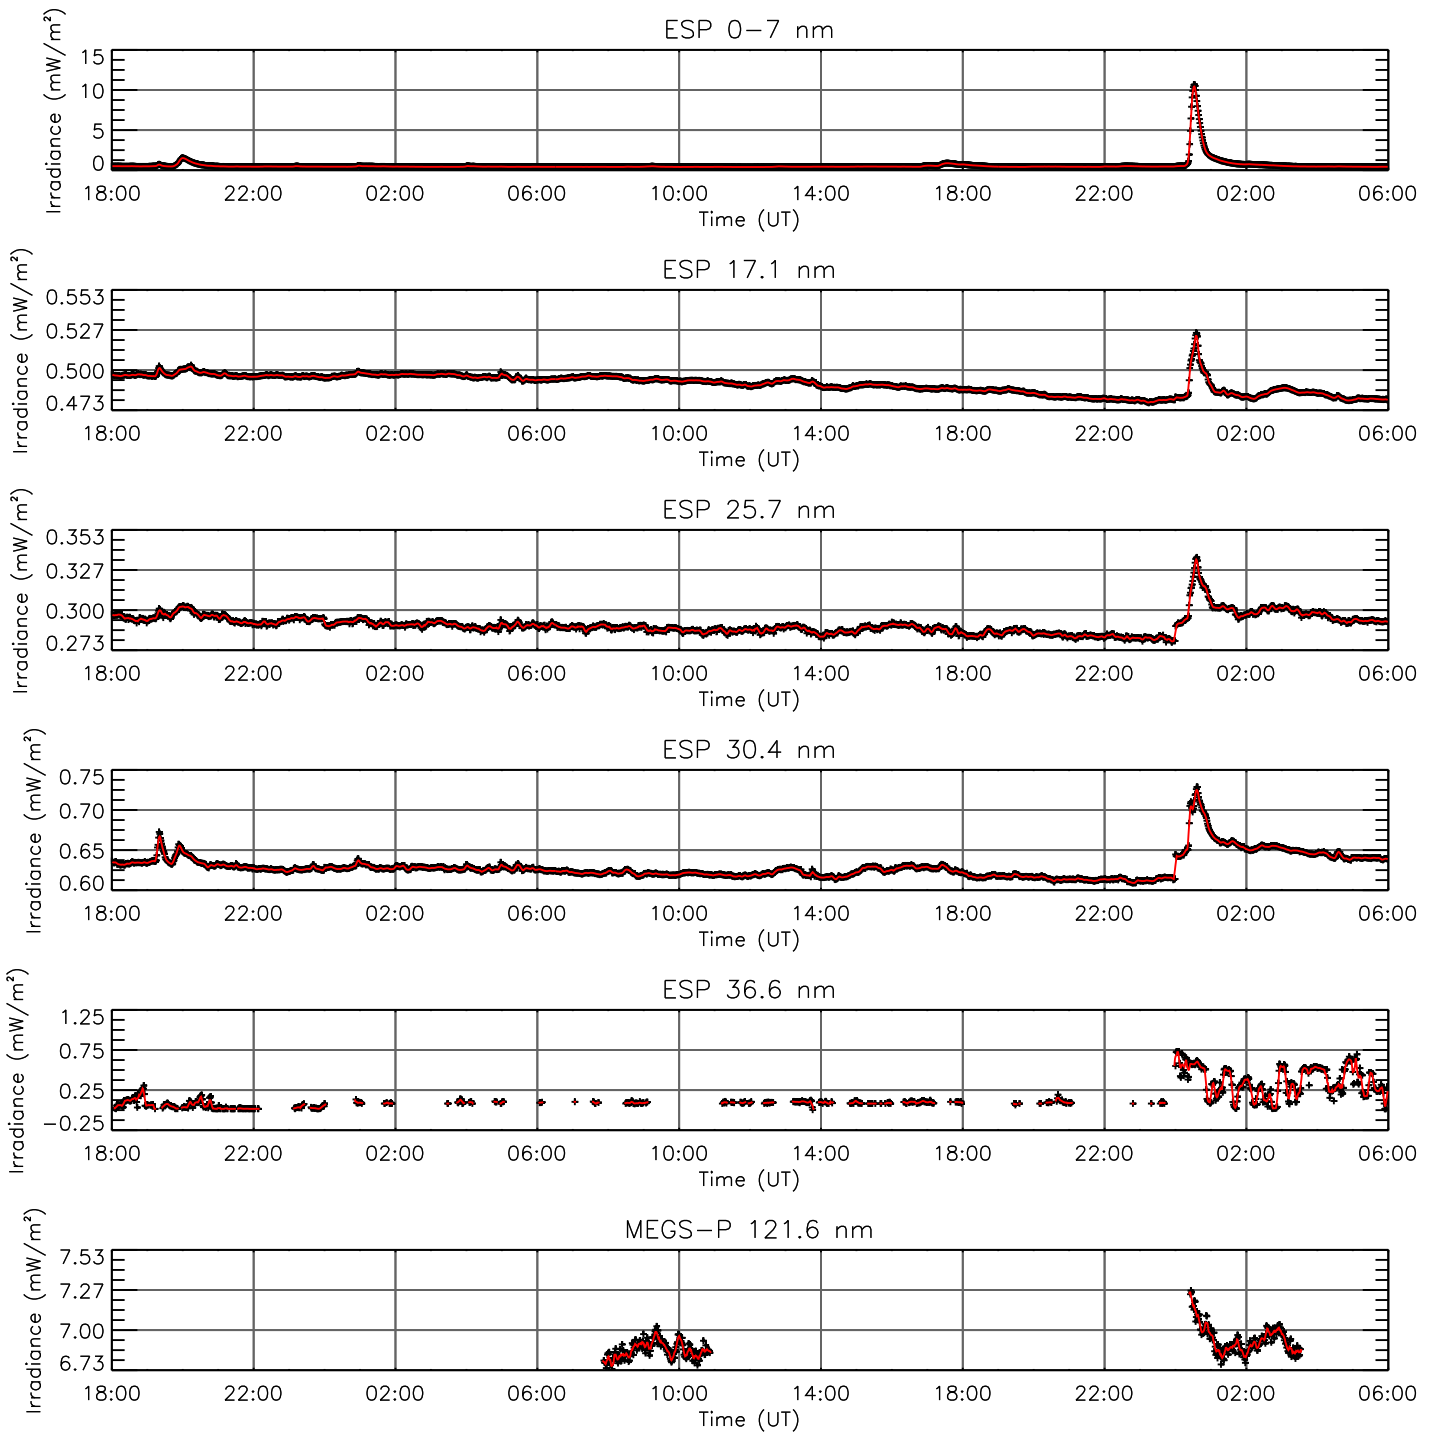 ESP 0-7 nm
Irradiance (mW/m²)
15
10
5
0
18:00 22:00 02:00 06:00 10:00 14:00 18:00 22:00 02:00 06:00
Time (UT)
ESP 17.1 nm
Irradiance (mW/m²)
0.553
0.527
0.500
0.473
18:00 22:00 02:00 06:00 10:00 14:00 18:00 22:00 02:00 06:00
Time (UT)
ESP 25.7 nm
Irradiance (mW/m²)
0.353
0.327
0.300
0.273
18:00 22:00 02:00 06:00 10:00 14:00 18:00 22:00 02:00 06:00
Time (UT)
ESP 30.4 nm
Irradiance (mW/m²)
0.75
0.70
0.65
0.60
18:00 22:00 02:00 06:00 10:00 14:00 18:00 22:00 02:00 06:00
Time (UT)
ESP 36.6 nm
Irradiance (mW/m²)
1.25
0.75
0.25
-0.25
18:00 22:00 02:00 06:00 10:00 14:00 18:00 22:00 02:00 06:00
Time (UT)
MEGS-P 121.6 nm
Irradiance (mW/m²)
7.53
7.27
7.00
6.73
18:00 22:00 02:00 06:00 10:00 14:00 18:00 22:00 02:00 06:00
Time (UT)